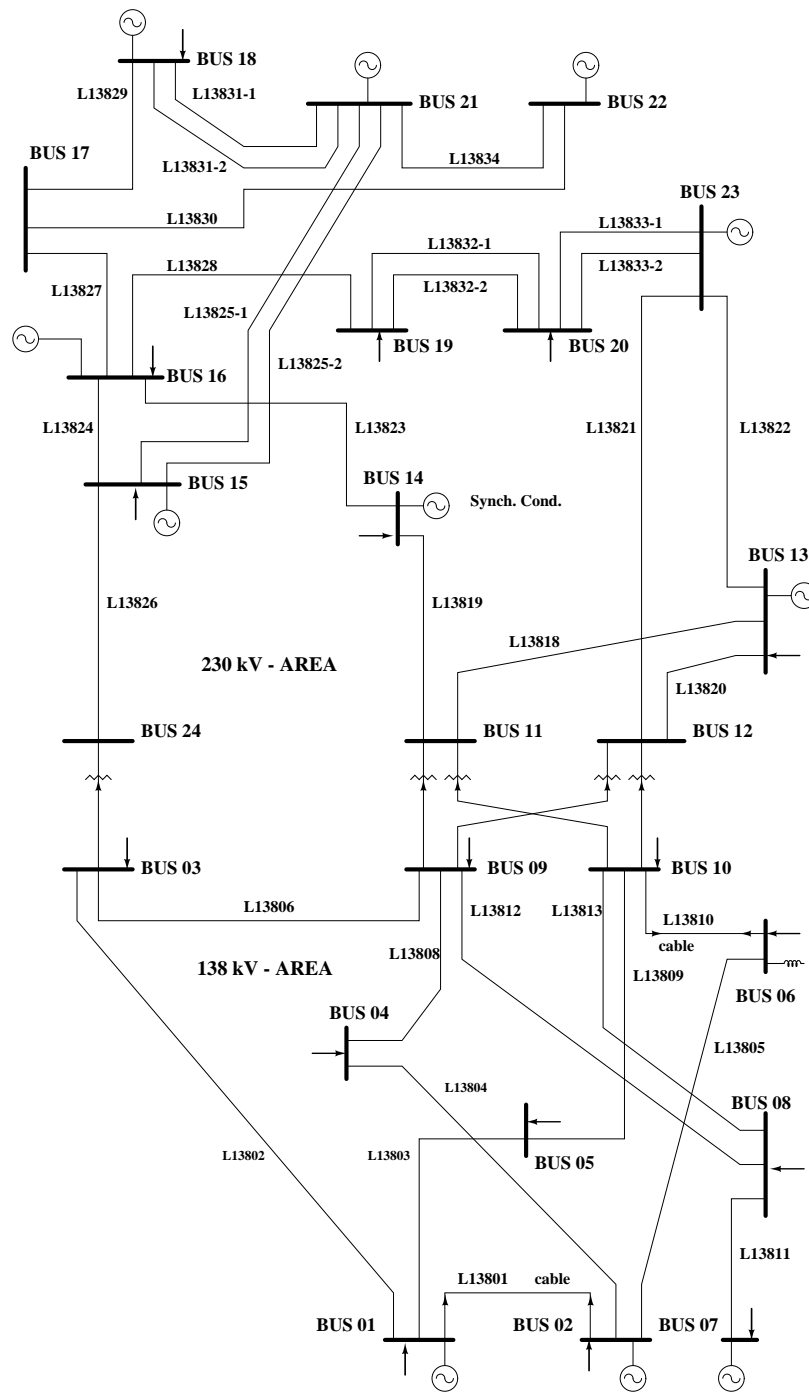 BUS 18
L13829
L13831-1
BUS 21
BUS 22
BUS 17
L13831-2
L13834
BUS 23
L13830
L13833-1
L13832-1
L13828
L13833-2
L13827
L13832-2
L13825-1
BUS 19
BUS 20
BUS 16
L13825-2
L13824
L13823
L13821
L13822
BUS 15
BUS 14
Synch. Cond.
BUS 13
L13826
L13819
L13818
230 kV - AREA
L13820
BUS 24
BUS 11
BUS 12
BUS 03
BUS 09
BUS 10
L13806
L13812
L13813
L13810
cable
L13808
138 kV - AREA
L13809
BUS 06
BUS 04
L13805
L13804
BUS 08
L13802
L13803
BUS 05
L13811
L13801
cable
BUS 01
BUS 02
BUS 07